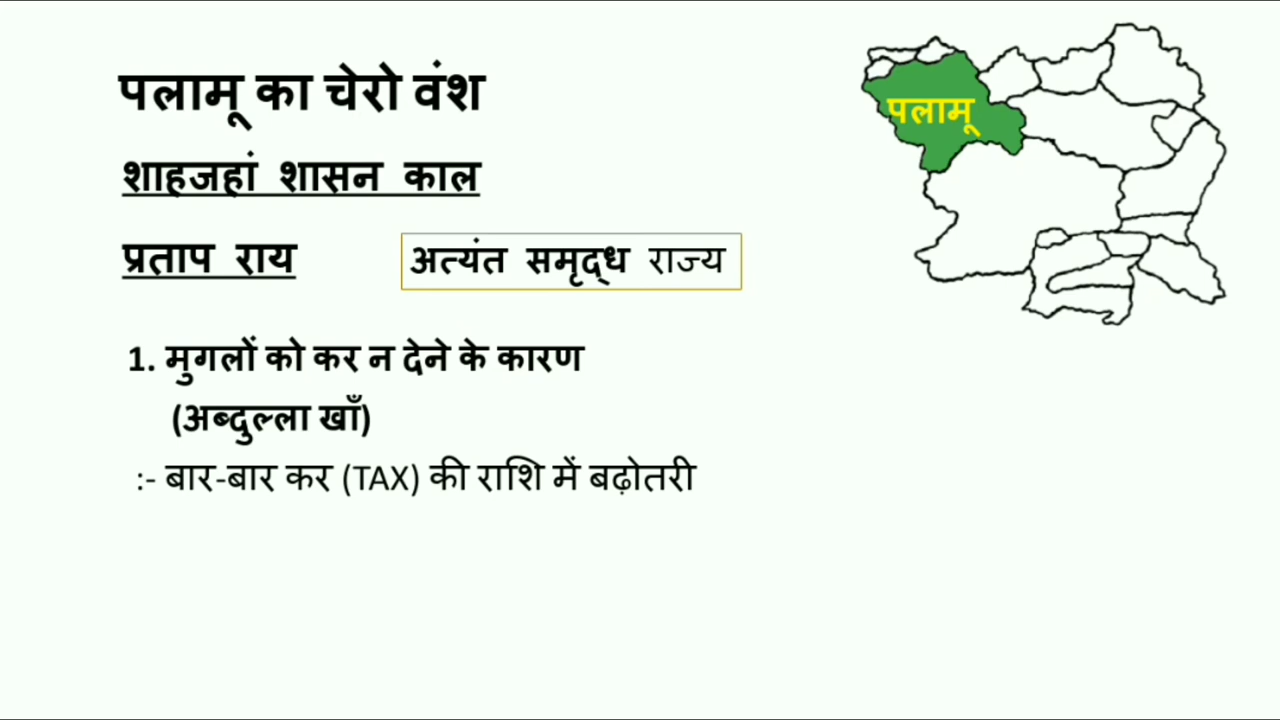 पलामू का चेरो वंश
पलामू
शाहजहां शासन काल
प्रताप राय
अत्यंत समृद्ध राज्य
1. मुगलों को कर न देने के कारण
(अब्दुल्ला खाँ)
:- बार-बार कर (TAX) की राशि में बढ़ोतरी